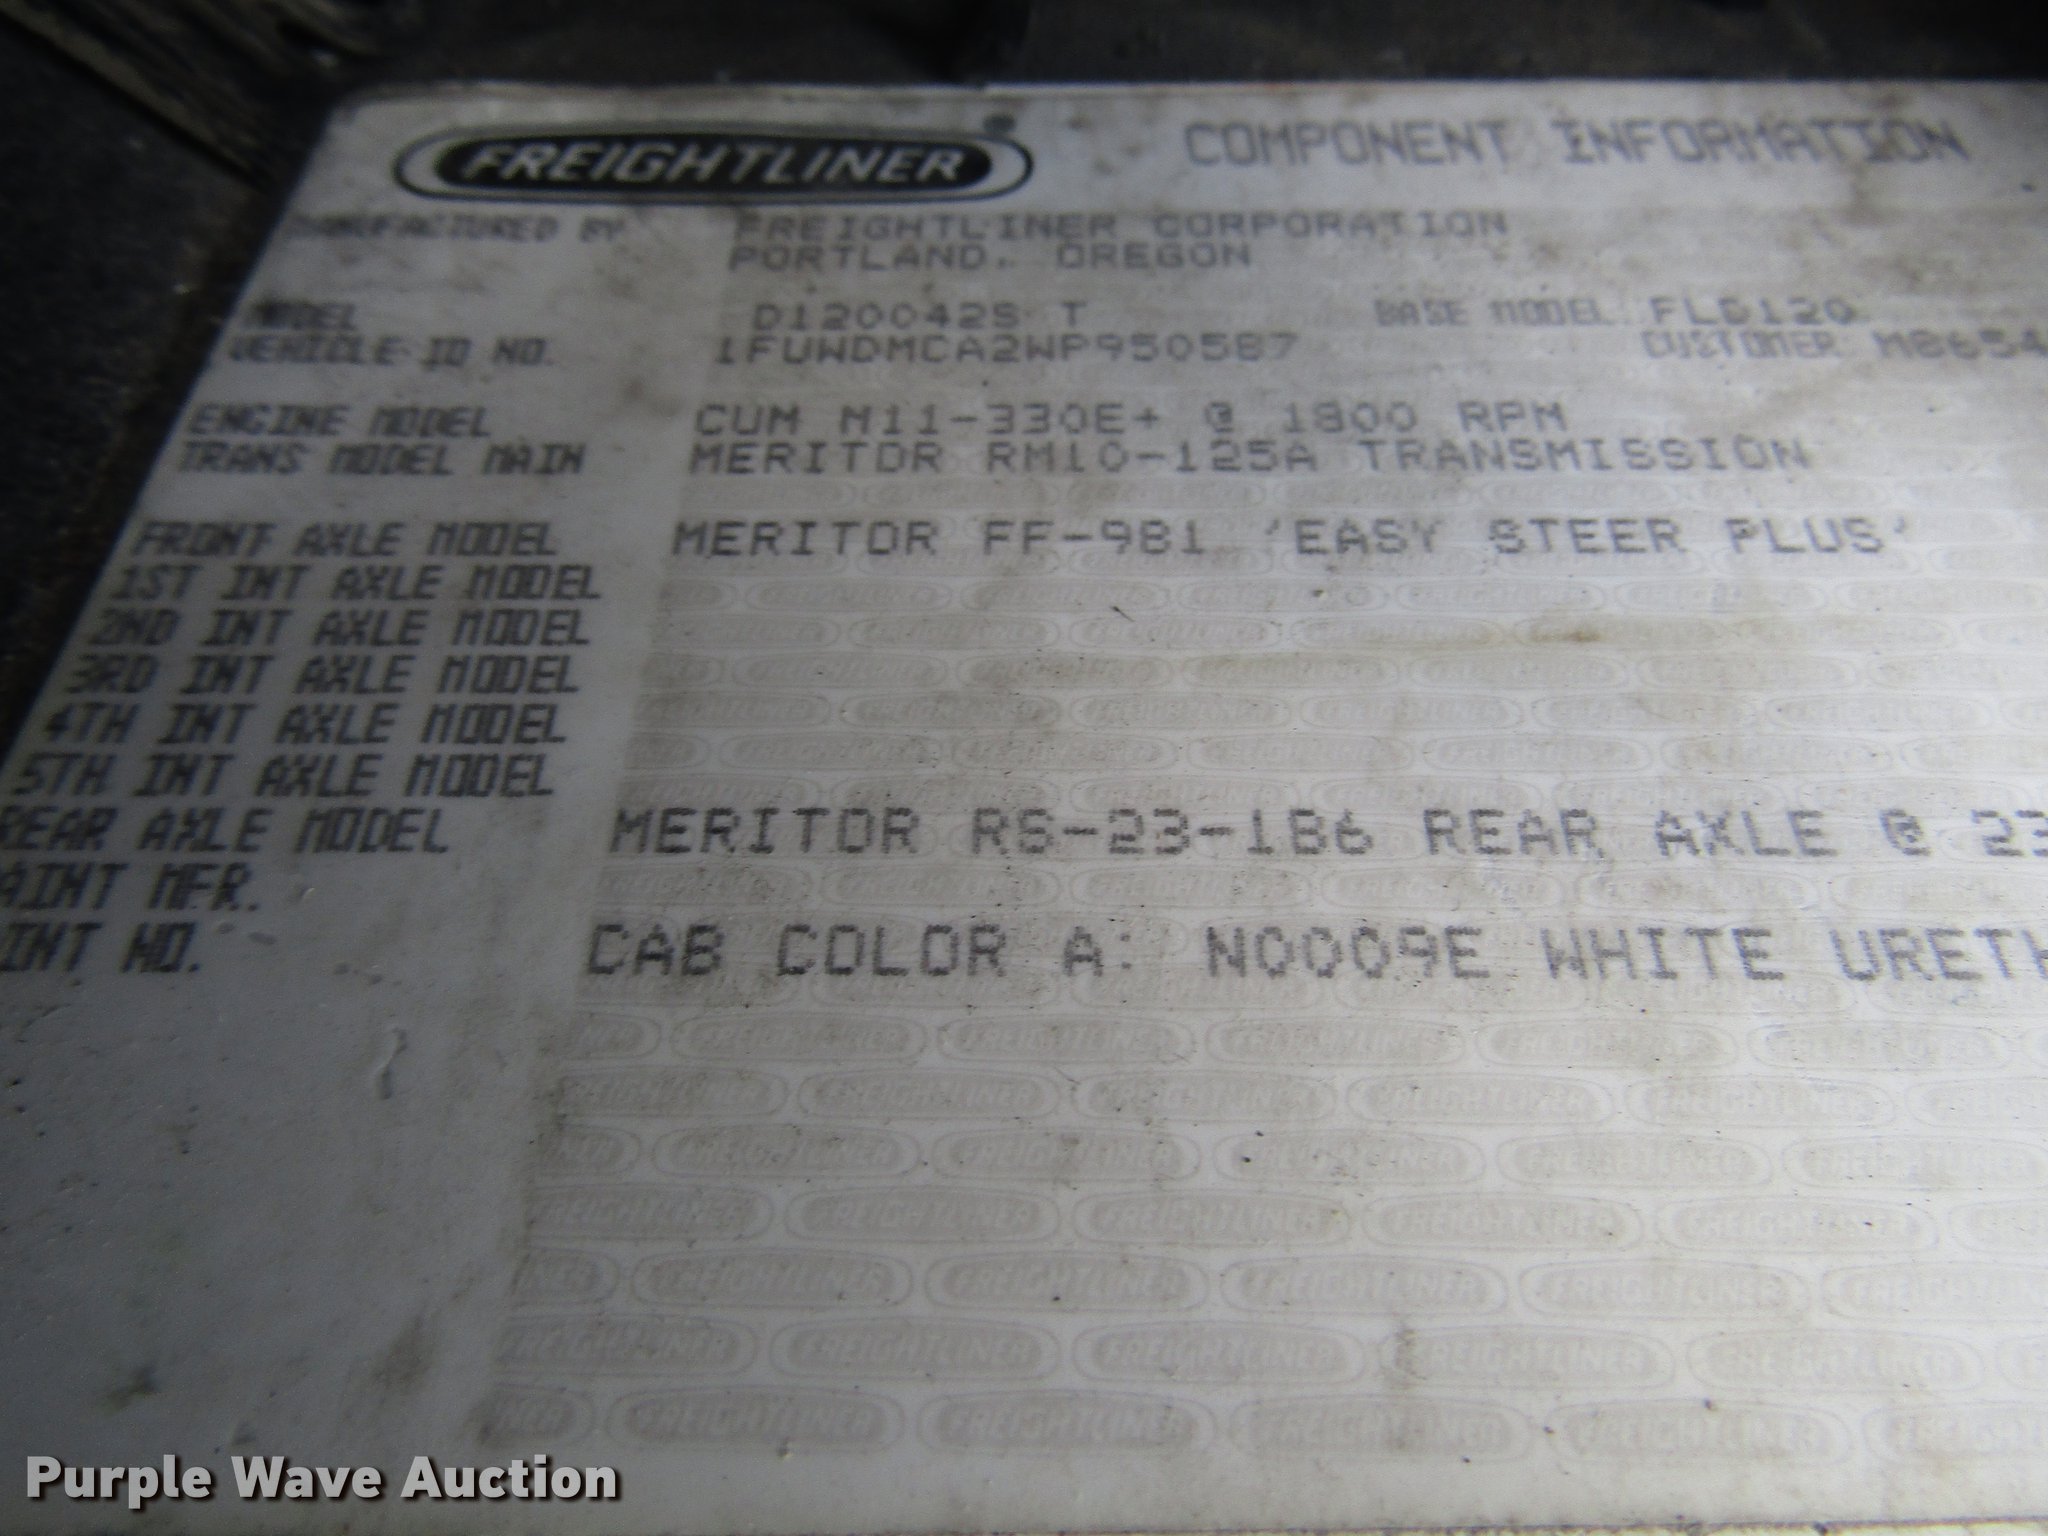 FREIGHTLINER COMPONENT INFORMATION
MANUFACTURED BY FREIGHTLINER CORPORATION
PORTLAND, OREGON
MODEL D120042S T BASE MODEL FLD120
VEHICLE ID NO. 1FUWDMCA2WP950587 CUSTOMER M8654
ENGINE MODEL CUM M11-330E+ @ 1800 RPM
TRANS MODEL MAIN MERITOR RM10-125A TRANSMISSION
FRONT AXLE MODEL MERITOR FF-981 'EASY STEER PLUS'
1ST INT AXLE MODEL
2ND INT AXLE MODEL
3RD INT AXLE MODEL
4TH INT AXLE MODEL
5TH INT AXLE MODEL
REAR AXLE MODEL MERITOR RS-23-186 REAR AXLE @ 23
AINT MFR.
INT NO. CAB COLOR A: N0009E WHITE URETH
Purple Wave Auction